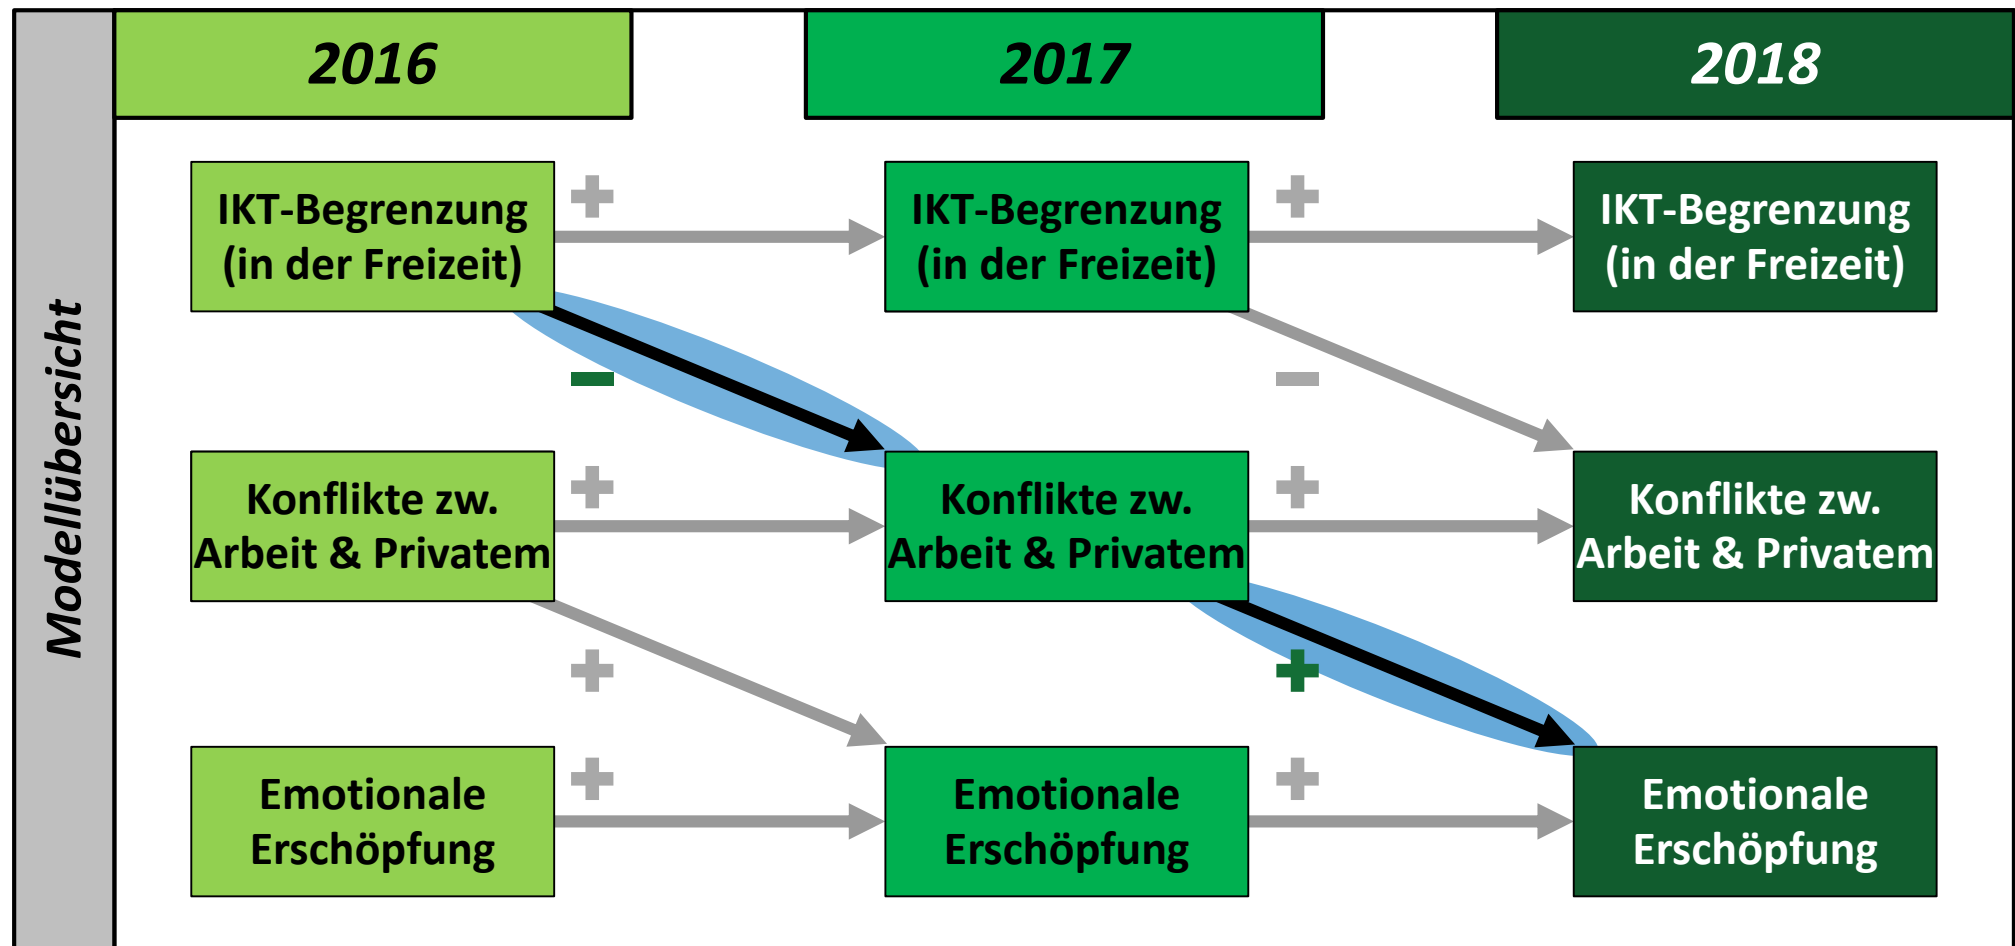 Modellübersicht
2016
2017
2018
IKT-Begrenzung
(in der Freizeit)
+
IKT-Begrenzung
(in der Freizeit)
+
IKT-Begrenzung
(in der Freizeit)
–
–
Konflikte zw.
Arbeit & Privatem
+
Konflikte zw.
Arbeit & Privatem
+
Konflikte zw.
Arbeit & Privatem
+
+
Emotionale
Erschöpfung
+
Emotionale
Erschöpfung
+
Emotionale
Erschöpfung